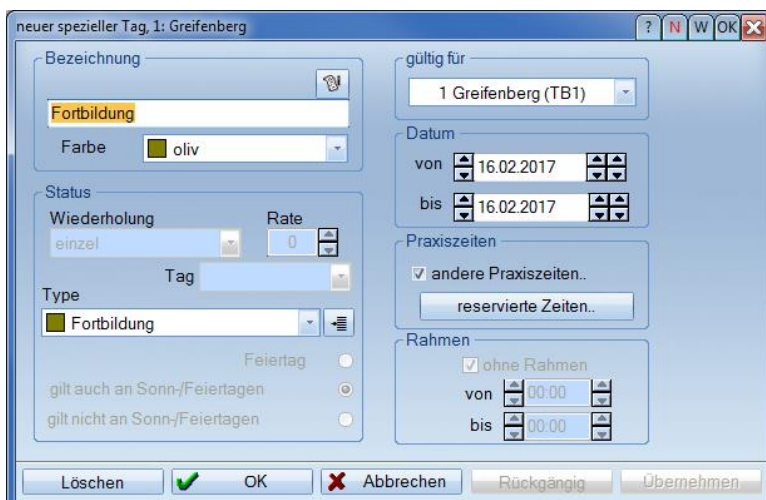 neuer spezieller Tag, 1: Greifenberg
? N W OK
Bezeichnung
Fortbildung
Farbe oliv
Status
Wiederholung Rate
einzel 0
Tag
Type
Fortbildung
Feiertag
gilt auch an Sonn-/Feiertagen
gilt nicht an Sonn-/Feiertagen
gültig für
1 Greifenberg (TB1)
Datum
von 16.02.2017
bis 16.02.2017
Praxiszeiten
andere Praxiszeiten..
reservierte Zeiten..
Rahmen
ohne Rahmen
von 00:00
bis 00:00
Löschen OK Abbrechen Rückgängig Übernehmen